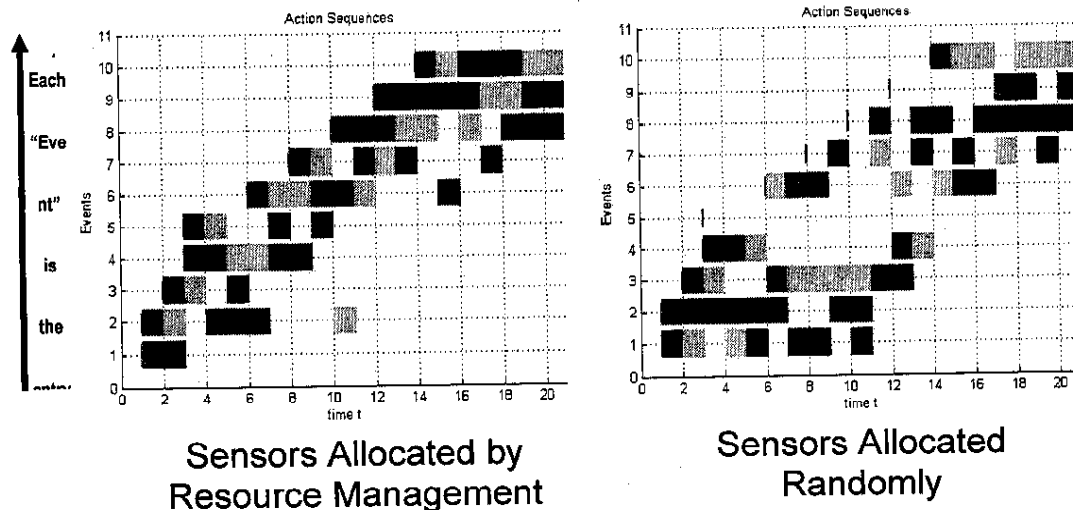 Action Sequences
11
10
9
8
7
6
5
4
3
2
1
0
Events
0 2 4 6 8 10 12 14 16 18 20
time t
Each
“Eve
nt”
is
the
Sensors Allocated by
Resource Management
Action Sequences
11
10
9
8
7
6
5
4
3
2
1
0
Events
0 2 4 6 8 10 12 14 16 18 20
time t
Sensors Allocated
Randomly